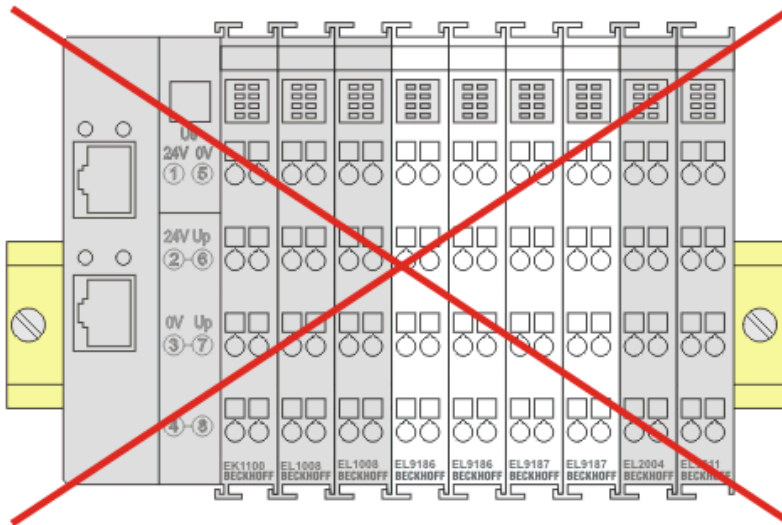 24V 0V
1 5
24V Up
2 6
0V Up
3 7
4 8
EK1100 EL1008 EL1008 EL9186 EL9186 EL9187 EL9187 EL2004
BECKHOFF BECKHOFF BECKHOFF BECKHOFF BECKHOFF BECKHOFF BECKHOFF BECKHOFF BECKHOFF